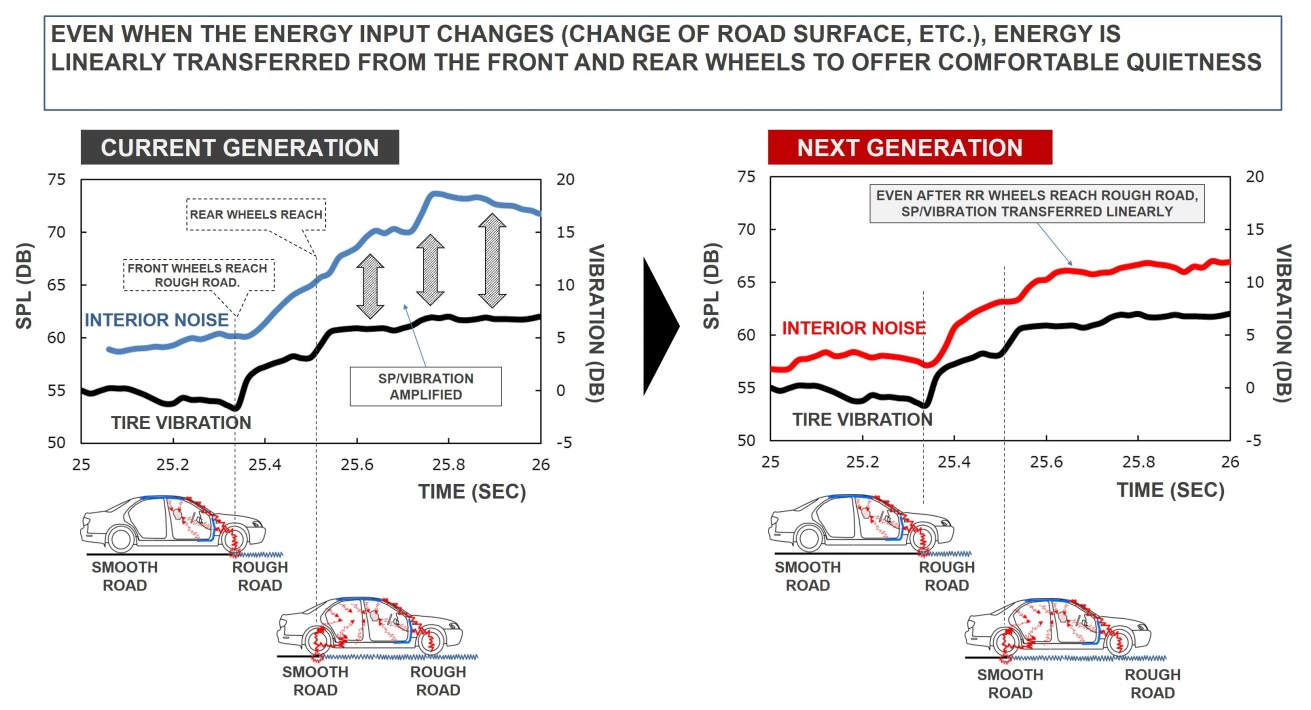 EVEN WHEN THE ENERGY INPUT CHANGES (CHANGE OF ROAD SURFACE, ETC.), ENERGY IS
LINEARLY TRANSFERRED FROM THE FRONT AND REAR WHEELS TO OFFER COMFORTABLE QUIETNESS
CURRENT GENERATION
75
70
65
60
55
50
SPL (DB)
20
15
10
5
0
-5
VIBRATION (DB)
REAR WHEELS REACH
FRONT WHEELS REACH
ROUGH ROAD.
INTERIOR NOISE
SP/VIBRATION
AMPLIFIED
TIRE VIBRATION
25
25.2
25.4
25.6
25.8
26
TIME (SEC)
SMOOTH
ROAD
ROUGH
ROAD
SMOOTH
ROAD
ROUGH
ROAD
NEXT GENERATION
75
70
65
60
55
50
SPL (DB)
20
15
10
5
0
-5
VIBRATION (DB)
EVEN AFTER RR WHEELS REACH ROUGH ROAD,
SP/VIBRATION TRANSFERRED LINEARLY
INTERIOR NOISE
TIRE VIBRATION
25
25.2
25.4
25.6
25.8
26
TIME (SEC)
SMOOTH
ROAD
ROUGH
ROAD
SMOOTH
ROAD
ROUGH
ROAD